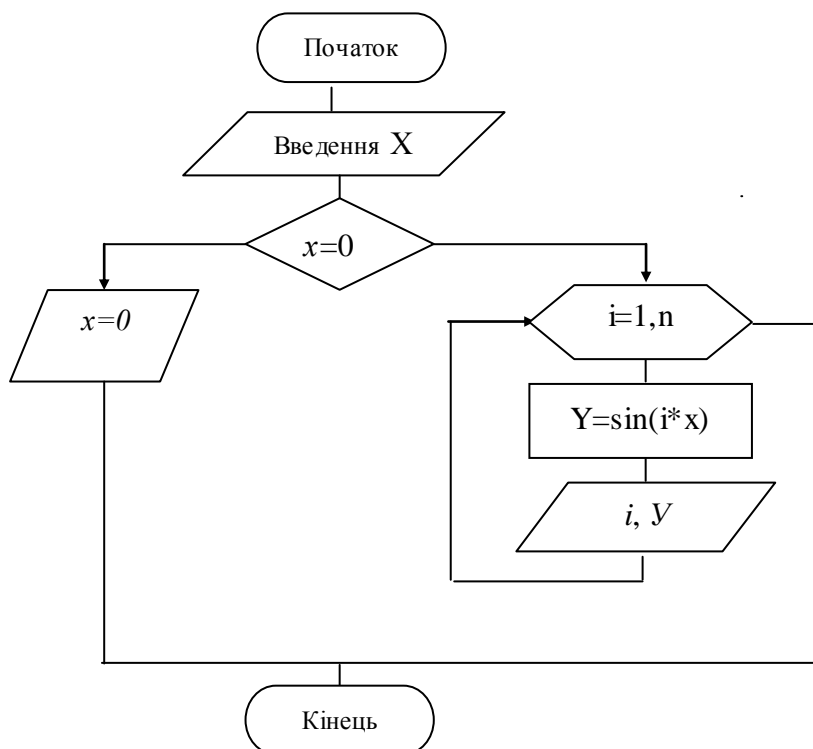 Початок
Введення X
x=0
x=0
i=1,n
Y=sin(i*x)
i, У
Кінець